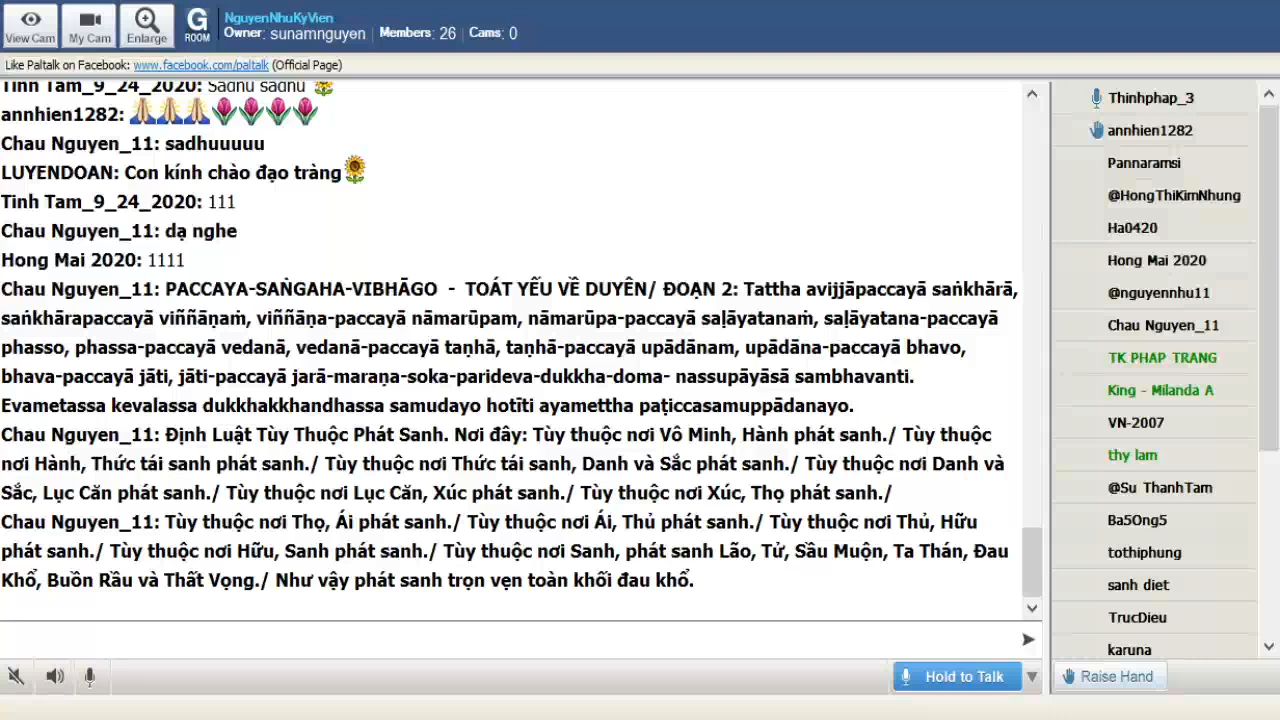 View Cam
My Cam
Enlarge
G
ROOM
NguyenNhuKyVien
Owner: sunamnguyen | Members: 26 | Cams: 0
Like Paltalk on Facebook: www.facebook.com/paltalk (Official Page)
Tinh Tam_9_24_2020: Sadhu sadhu 🌻
annhien1282: 🙏🙏🙏🌷🌷🌷🌷
Chau Nguyen_11: sadhuuuuu
LUYENDOAN: Con kính chào đạo tràng🌻
Tinh Tam_9_24_2020: 111
Chau Nguyen_11: dạ nghe
Hong Mai 2020: 1111
Chau Nguyen_11: PACCAYA-SAṄGAHA-VIBHĀGO - TOÁT YẾU VỀ DUYÊN/ ĐOẠN 2: Tattha avijjāpaccayā saṅkhārā,
saṅkhārapaccayā viññāṇaṁ, viññāṇa-paccayā nāmarūpam, nāmarūpa-paccayā saḷāyatanaṁ, saḷāyatana-paccayā
phasso, phassa-paccayā vedanā, vedanā-paccayā taṇhā, taṇhā-paccayā upādānam, upādāna-paccayā bhavo,
bhava-paccayā jāti, jāti-paccayā jarā-maraṇa-soka-parideva-dukkha-doma- nassupāyāsā sambhavanti.
Evametassa kevalassa dukkhakkhandhassa samudayo hotīti ayamettha paṭiccasamuppādanayo.
Chau Nguyen_11: Định Luật Tùy Thuộc Phát Sanh. Nơi đây: Tùy thuộc nơi Vô Minh, Hành phát sanh./ Tùy thuộc
nơi Hành, Thức tái sanh phát sanh./ Tùy thuộc nơi Thức tái sanh, Danh và Sắc phát sanh./ Tùy thuộc nơi Danh và
Sắc, Lục Căn phát sanh./ Tùy thuộc nơi Lục Căn, Xúc phát sanh./ Tùy thuộc nơi Xúc, Thọ phát sanh./
Chau Nguyen_11: Tùy thuộc nơi Thọ, Ái phát sanh./ Tùy thuộc nơi Ái, Thủ phát sanh./ Tùy thuộc nơi Thủ, Hữu
phát sanh./ Tùy thuộc nơi Hữu, Sanh phát sanh./ Tùy thuộc nơi Sanh, phát sanh Lão, Tử, Sầu Muộn, Ta Thán, Đau
Khổ, Buồn Rầu và Thất Vọng./ Như vậy phát sanh trọn vẹn toàn khối đau khổ.
Thinhphap_3
annhien1282
Pannaramsi
@HongThiKimNhung
Ha0420
Hong Mai 2020
@nguyennhu11
Chau Nguyen_11
TK PHAP TRANG
King - Milanda A
VN-2007
thy lam
@Su ThanhTam
Ba5Ong5
tothiphung
sanh diet
TrucDieu
karuna
Hold to Talk
Raise Hand